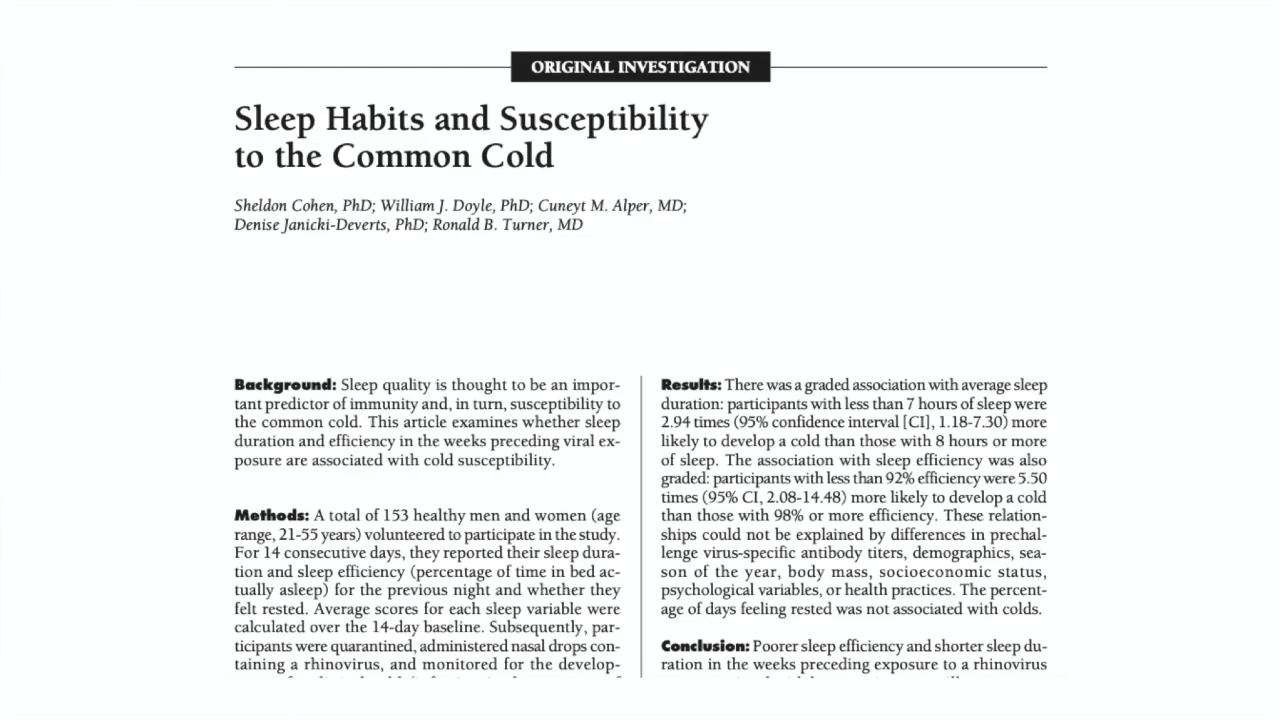 ORIGINAL INVESTIGATION
Sleep Habits and Susceptibility
to the Common Cold
Sheldon Cohen, PhD; William J. Doyle, PhD; Cuneyt M. Alper, MD;
Denise Janicki-Deverts, PhD; Ronald B. Turner, MD
Background: Sleep quality is thought to be an impor-
tant predictor of immunity and, in turn, susceptibility to
the common cold. This article examines whether sleep
duration and efficiency in the weeks preceding viral ex-
posure are associated with cold susceptibility.
Methods: A total of 153 healthy men and women (age
range, 21-55 years) volunteered to participate in the study.
For 14 consecutive days, they reported their sleep dura-
tion and sleep efficiency (percentage of time in bed ac-
tually asleep) for the previous night and whether they
felt rested. Average scores for each sleep variable were
calculated over the 14-day baseline. Subsequently, par-
ticipants were quarantined, administered nasal drops con-
taining a rhinovirus, and monitored for the develop-
Results: There was a graded association with average sleep
duration: participants with less than 7 hours of sleep were
2.94 times (95% confidence interval [CI], 1.18-7.30) more
likely to develop a cold than those with 8 hours or more
of sleep. The association with sleep efficiency was also
graded: participants with less than 92% efficiency were 5.50
times (95% CI, 2.08-14.48) more likely to develop a cold
than those with 98% or more efficiency. These relation-
ships could not be explained by differences in prechal-
lenge virus-specific antibody titers, demographics, sea-
son of the year, body mass, socioeconomic status,
psychological variables, or health practices. The percent-
age of days feeling rested was not associated with colds.
Conclusion: Poorer sleep efficiency and shorter sleep du-
ration in the weeks preceding exposure to a rhinovirus